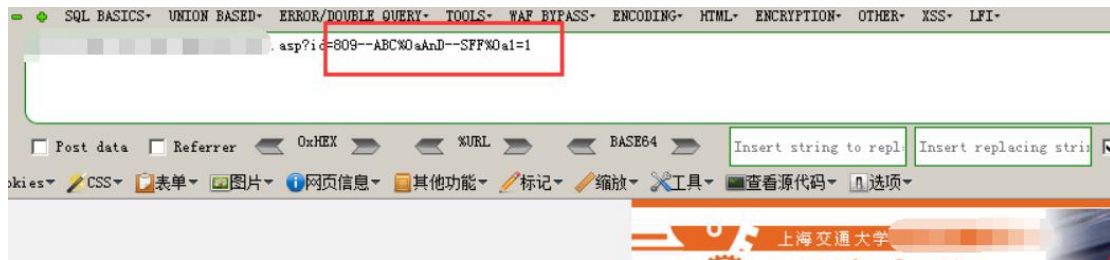 SQL BASICS▾ UNION BASED▾ ERROR/DOUBLE QUERY▾ TOOLS▾ WAF BYPASS▾ ENCODING▾ HTML▾ ENCRYPTION▾ OTHER▾ XSS▾ LFI▾
.asp?id=809--ABC%0aAnD--SFF%0a1=1
Post data Referrer 0xHEX %URL BASE64 Insert string to repl Insert replacing stri
okies▾ CSS▾ 表单▾ 图片▾ 网页信息▾ 其他功能▾ 标记▾ 缩放▾ 工具▾ 查看源代码▾ 选项▾
上海交通大学